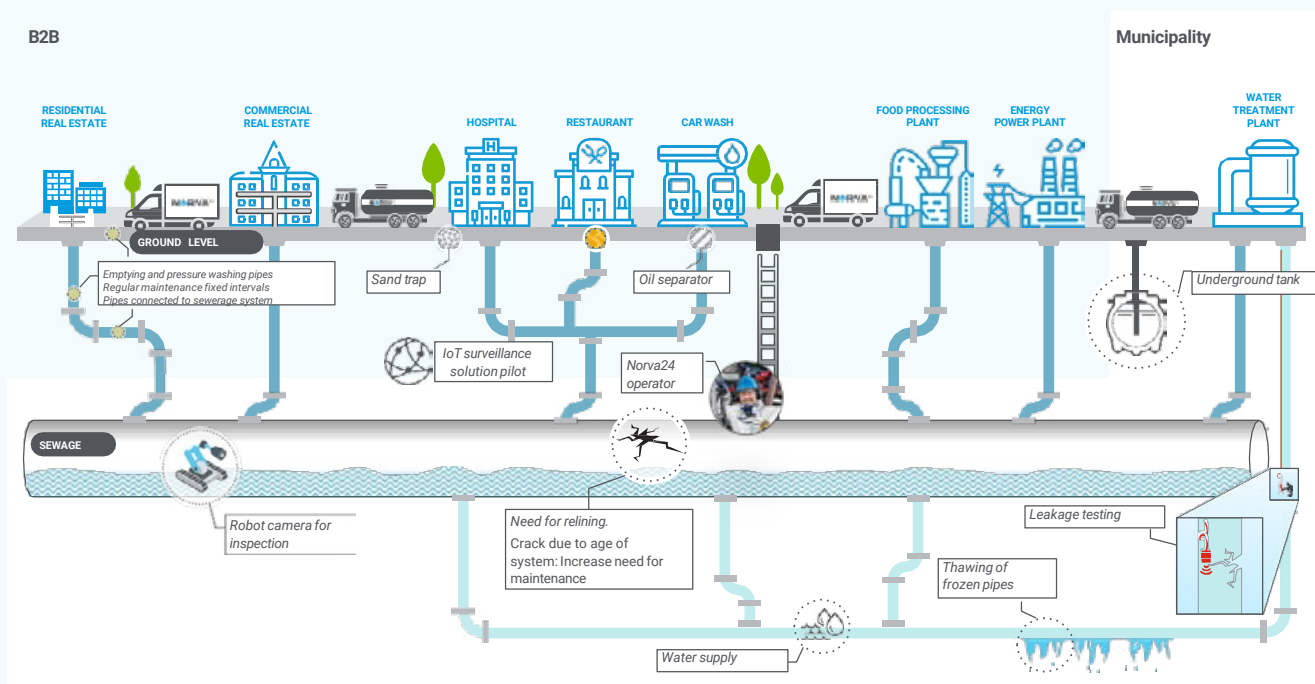 B2B
Municipality
RESIDENTIAL
REAL ESTATE
COMMERCIAL
REAL ESTATE
HOSPITAL
RESTAURANT
CAR WASH
FOOD PROCESSING
PLANT
ENERGY
POWER PLANT
WATER
TREATMENT
PLANT
H
GROUND LEVEL
Emptying and pressure washing pipes
Regular maintenance fixed intervals
Pipes connected to sewerage system
Sand trap
Oil separator
Underground tank
IoT surveillance
solution pilot
Norva24
operator
SEWAGE
Robot camera for
inspection
Need for relining.
Crack due to age of
system: Increase need for
maintenance
Leakage testing
Thawing of
frozen pipes
Water supply